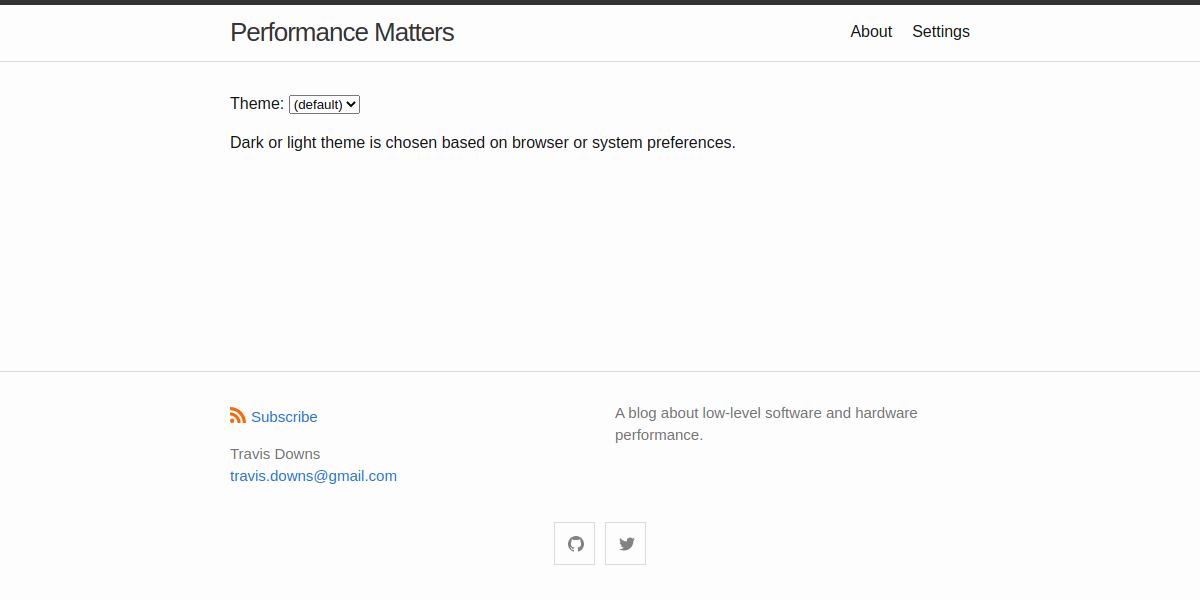 Performance Matters
About Settings
Theme: (default)
Dark or light theme is chosen based on browser or system preferences.
Subscribe
Travis Downs
travis.downs@gmail.com
A blog about low-level software and hardware
performance.